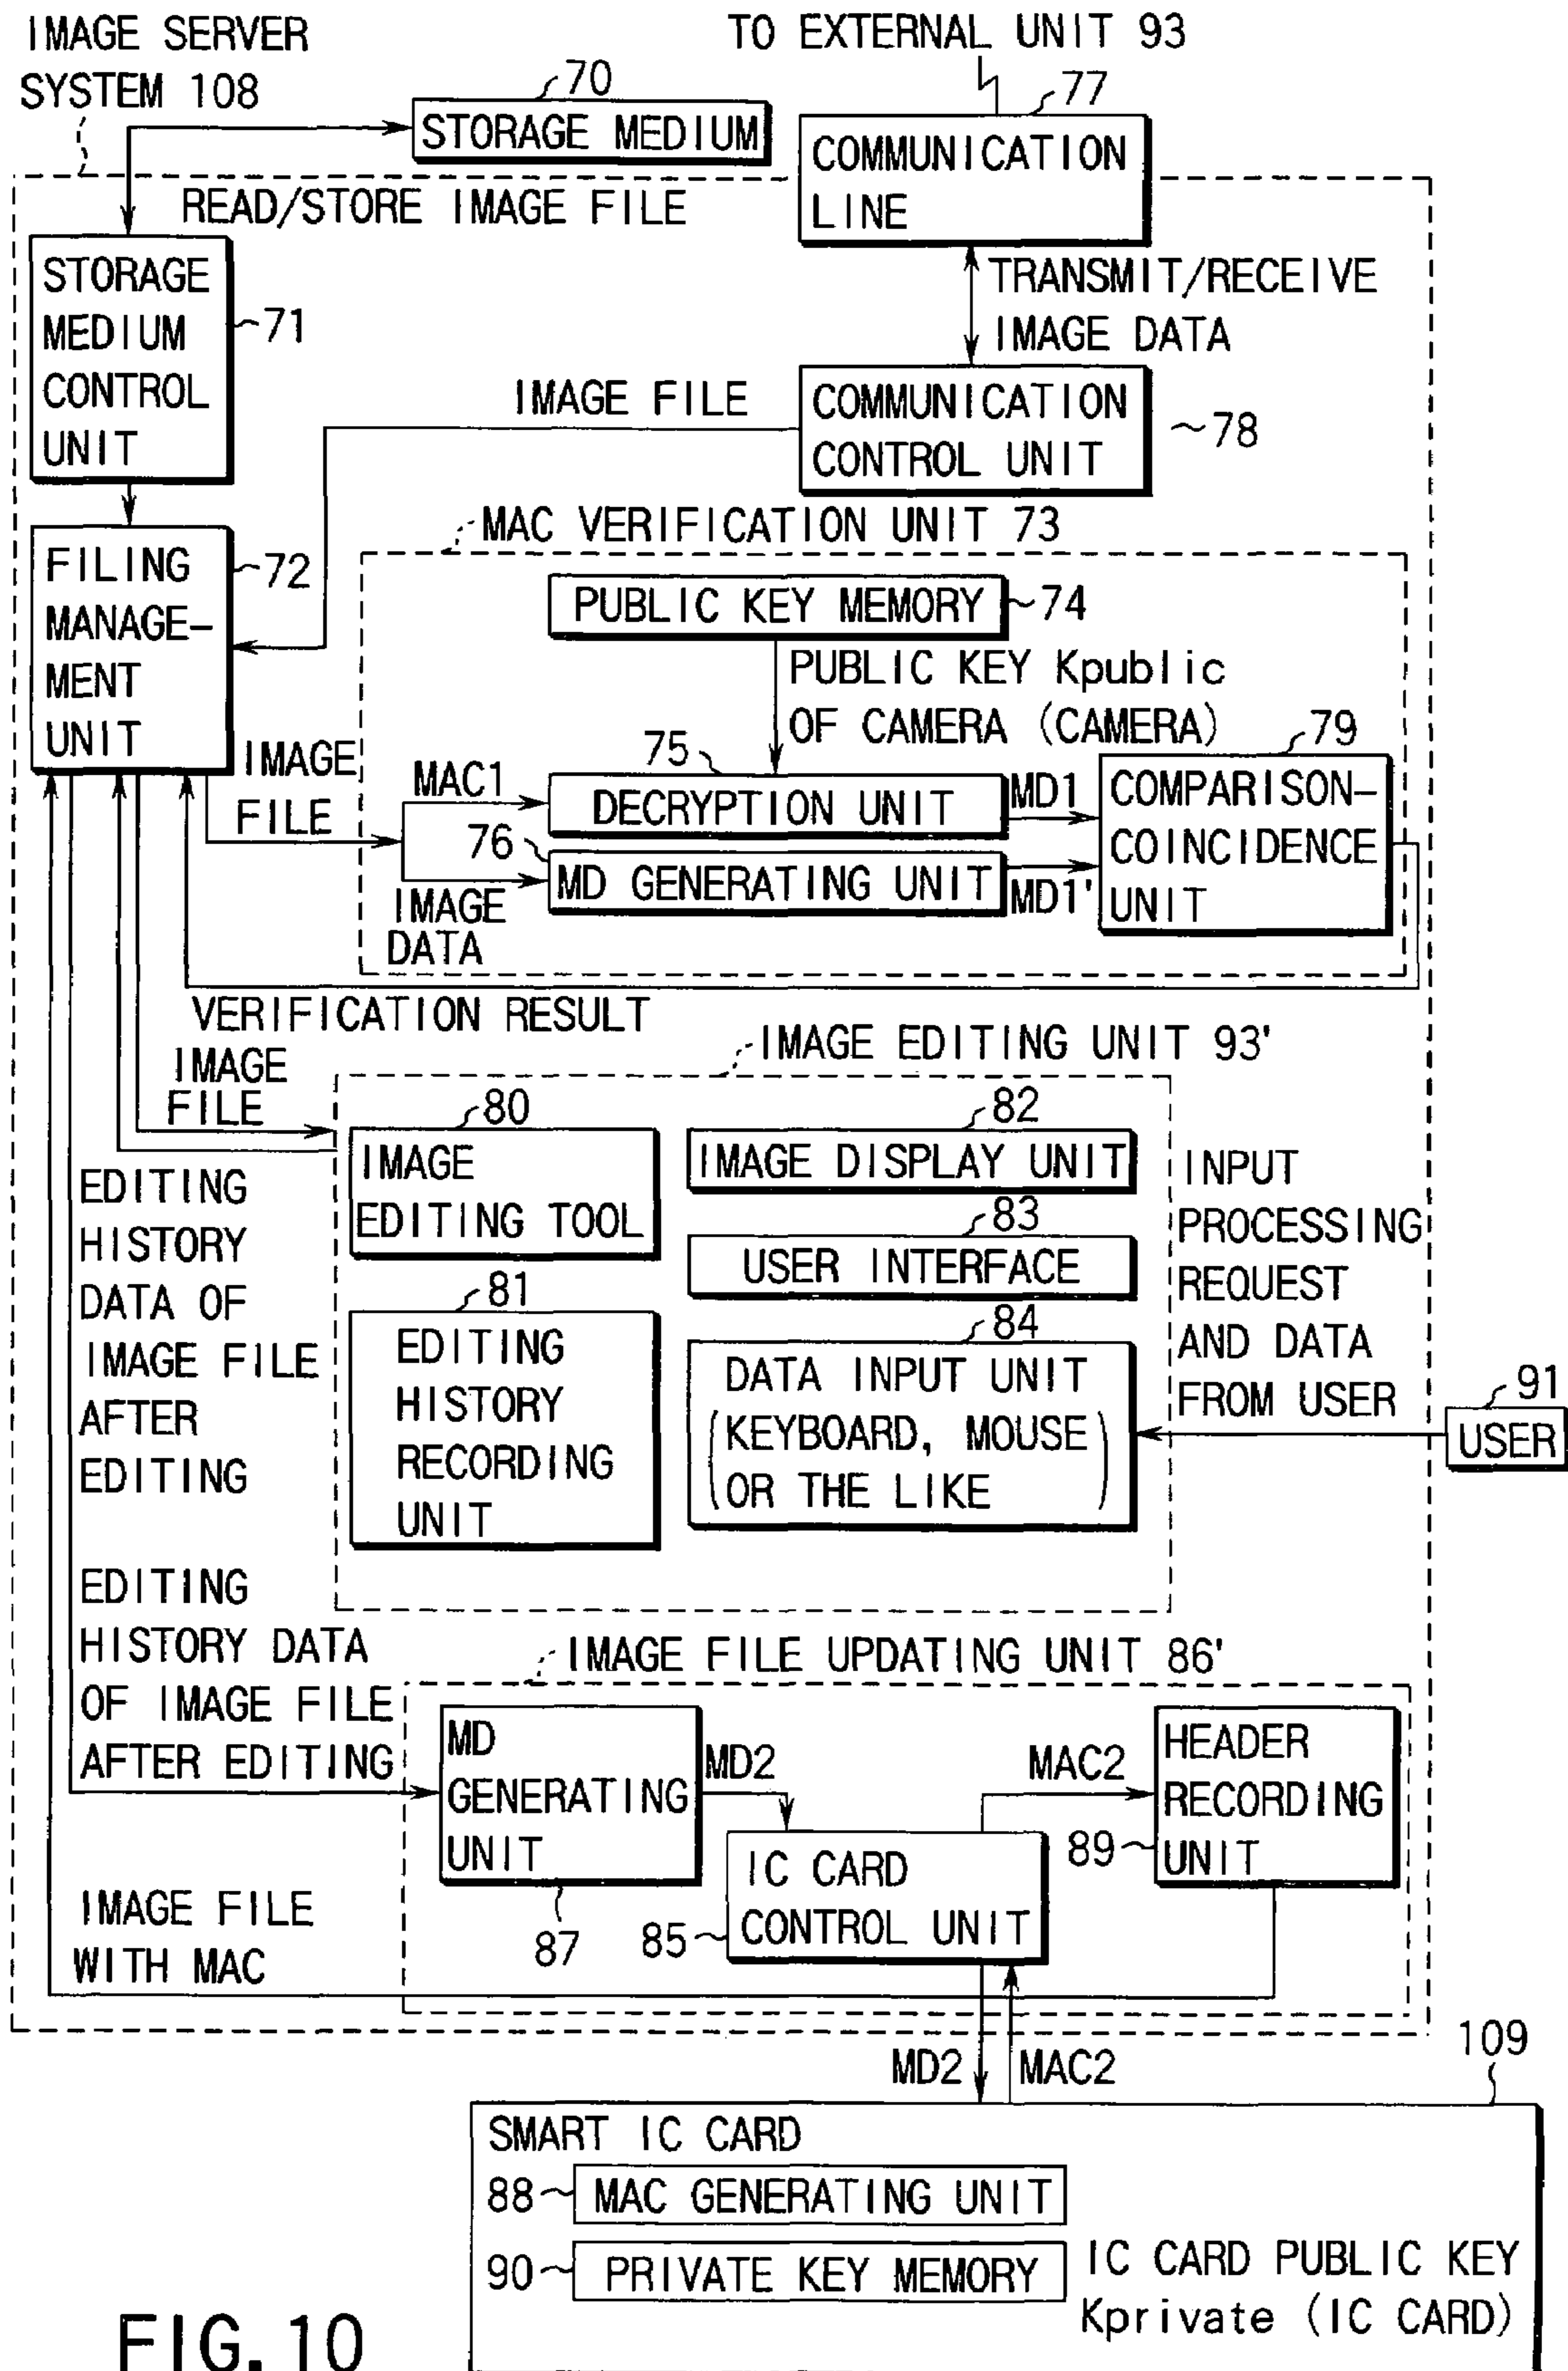 IMAGE SERVER
SYSTEM 108
TO EXTERNAL UNIT 93
70
STORAGE MEDIUM
77
COMMUNICATION
LINE
READ/STORE IMAGE FILE
STORAGE
MEDIUM
CONTROL
UNIT
71
TRANSMIT/RECEIVE
IMAGE DATA
IMAGE FILE
COMMUNICATION
CONTROL UNIT
78
MAC VERIFICATION UNIT 73
FILING
MANAGE-
MENT
UNIT
72
PUBLIC KEY MEMORY
74
PUBLIC KEY Kpublic
OF CAMERA (CAMERA)
IMAGE
FILE
MAC1
75
DECRYPTION UNIT
MD1
79
COMPARISON-
COINCIDENCE
UNIT
76
MD GENERATING UNIT
MD1'
IMAGE
DATA
VERIFICATION RESULT
IMAGE EDITING UNIT 93'
IMAGE
FILE
80
IMAGE
EDITING TOOL
82
IMAGE DISPLAY UNIT
83
USER INTERFACE
81
EDITING
HISTORY
RECORDING
UNIT
84
DATA INPUT UNIT
(KEYBOARD, MOUSE
OR THE LIKE)
INPUT
PROCESSING
REQUEST
AND DATA
FROM USER
91
USER
EDITING
HISTORY
DATA OF
IMAGE FILE
AFTER
EDITING
EDITING
HISTORY DATA
OF IMAGE FILE
AFTER EDITING
IMAGE FILE UPDATING UNIT 86'
MD
GENERATING
UNIT
87
MD2
IC CARD
CONTROL UNIT
85
MAC2
HEADER
RECORDING
UNIT
89
IMAGE FILE
WITH MAC
MD2
MAC2
109
SMART IC CARD
88
MAC GENERATING UNIT
90
PRIVATE KEY MEMORY
IC CARD PUBLIC KEY
Kprivate (IC CARD)
FIG. 10